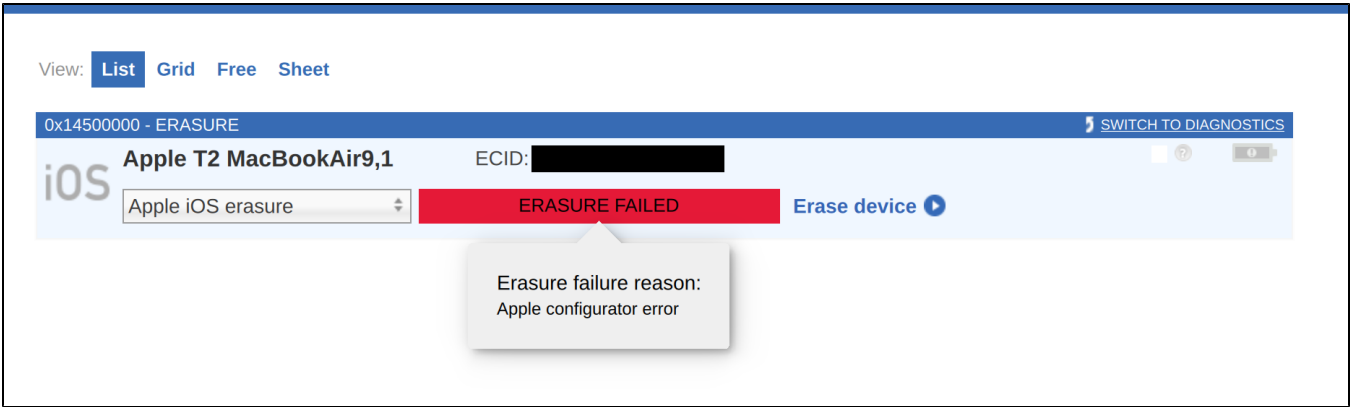 View: List Grid Free Sheet
0x14500000 - ERASURE SWITCH TO DIAGNOSTICS
iOS Apple T2 MacBookAir9,1 ECID: ?
Apple iOS erasure ERASURE FAILED Erase device
Erasure failure reason:
Apple configurator error